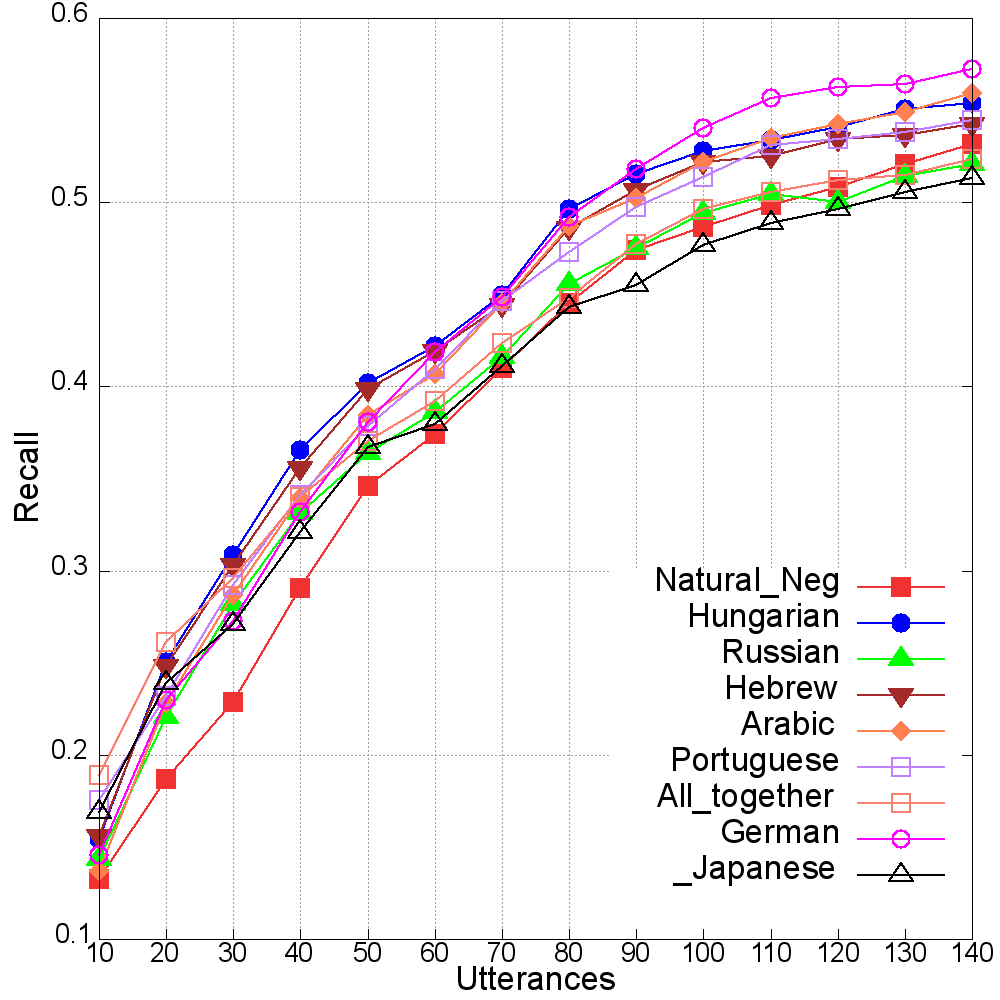 0.6
0.5
0.4
0.3
0.2
0.1
Recall
10 20 30 40 50 60 70 80 90 100 110 120 130 140
Utterances
Natural_Neg
Hungarian
Russian
Hebrew
Arabic
Portuguese
All_together
German
_Japanese